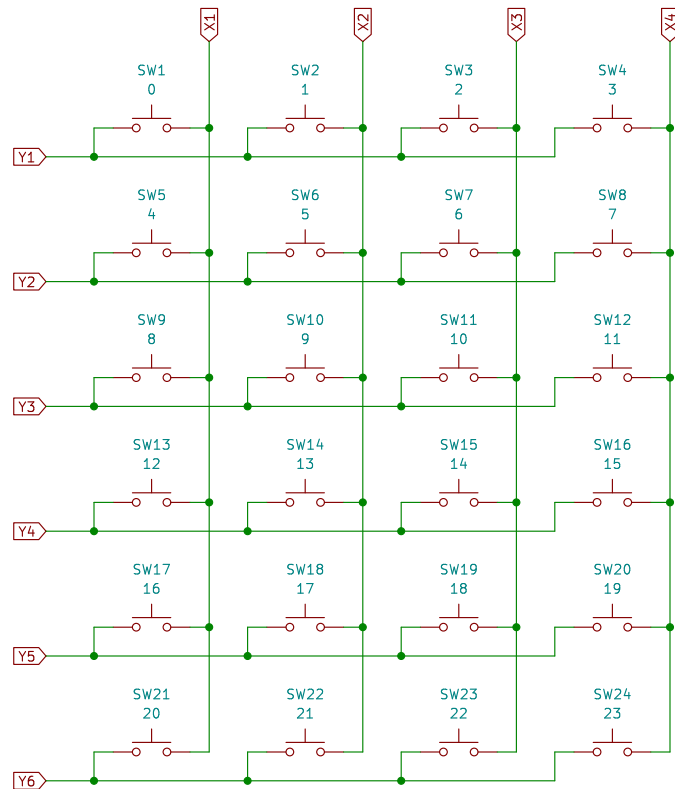 X1 X2 X3 X4
SW1 SW2 SW3 SW4
0 1 2 3
Y1
SW5 SW6 SW7 SW8
4 5 6 7
Y2
SW9 SW10 SW11 SW12
8 9 10 11
Y3
SW13 SW14 SW15 SW16
12 13 14 15
Y4
SW17 SW18 SW19 SW20
16 17 18 19
Y5
SW21 SW22 SW23 SW24
20 21 22 23
Y6